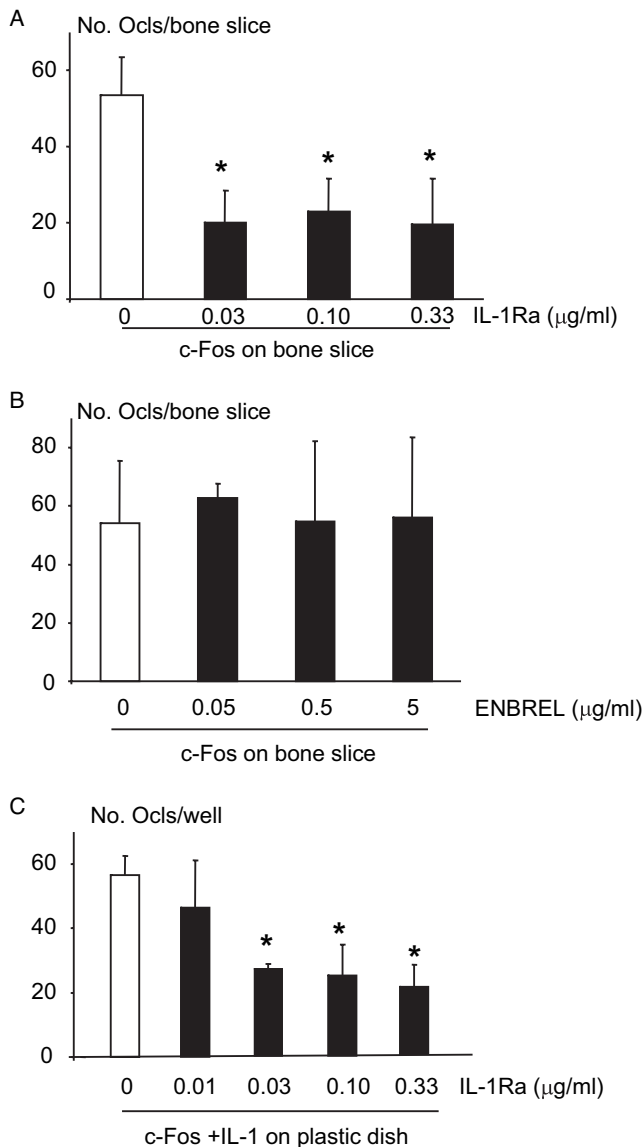 A
No. Ocls/bone slice
60
40
20
0
* * *
0 0.03 0.10 0.33 IL-1Ra (μg/ml)
c-Fos on bone slice
B
No. Ocls/bone slice
80
60
40
20
0
0 0.05 0.5 5 ENBREL (μg/ml)
c-Fos on bone slice
C
No. Ocls/well
60
40
20
0
* * *
0 0.01 0.03 0.10 0.33 IL-1Ra (μg/ml)
c-Fos +IL-1 on plastic dish